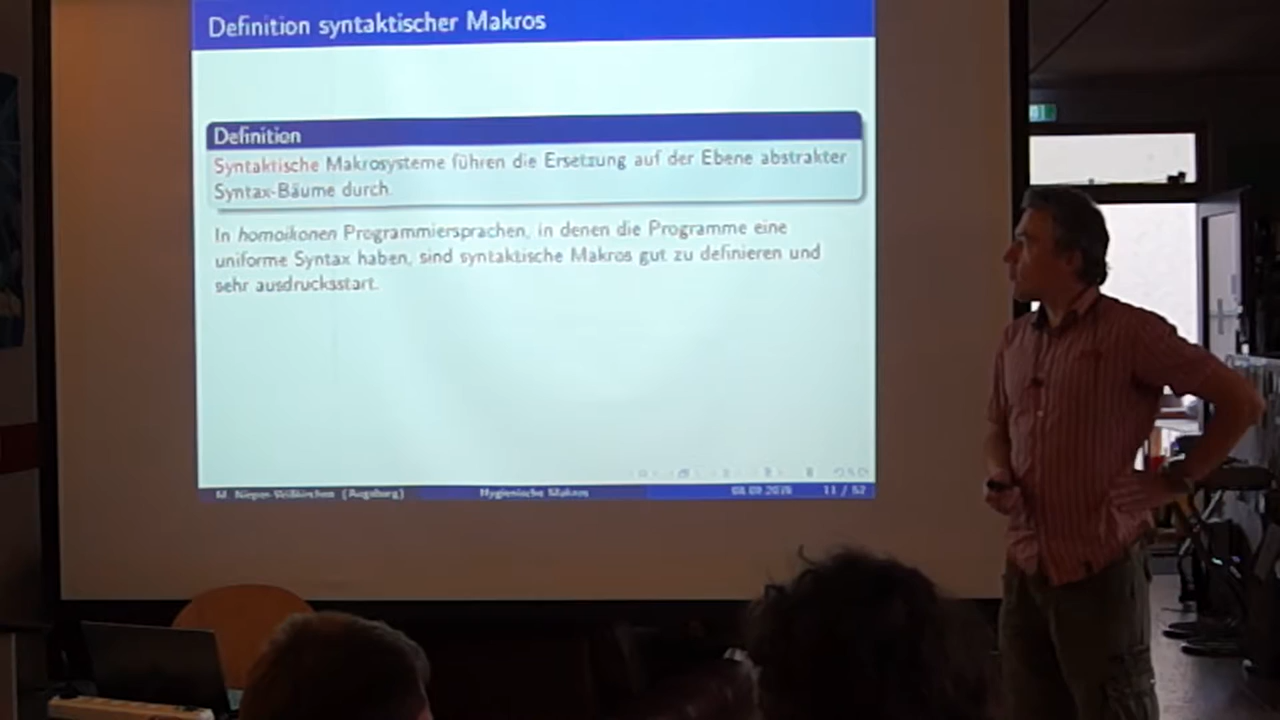 Definition syntaktischer Makros
Definition
Syntaktische Makrosysteme führen die Ersetzung auf der Ebene abstrakter
Syntax-Bäume durch.
In homoikonen Programmiersprachen, in denen die Programme eine
uniforme Syntax haben, sind syntaktische Makros gut zu definieren und
sehr ausdrucksstart.
M. (Augsburg) Hygienische Makros 11 / 52